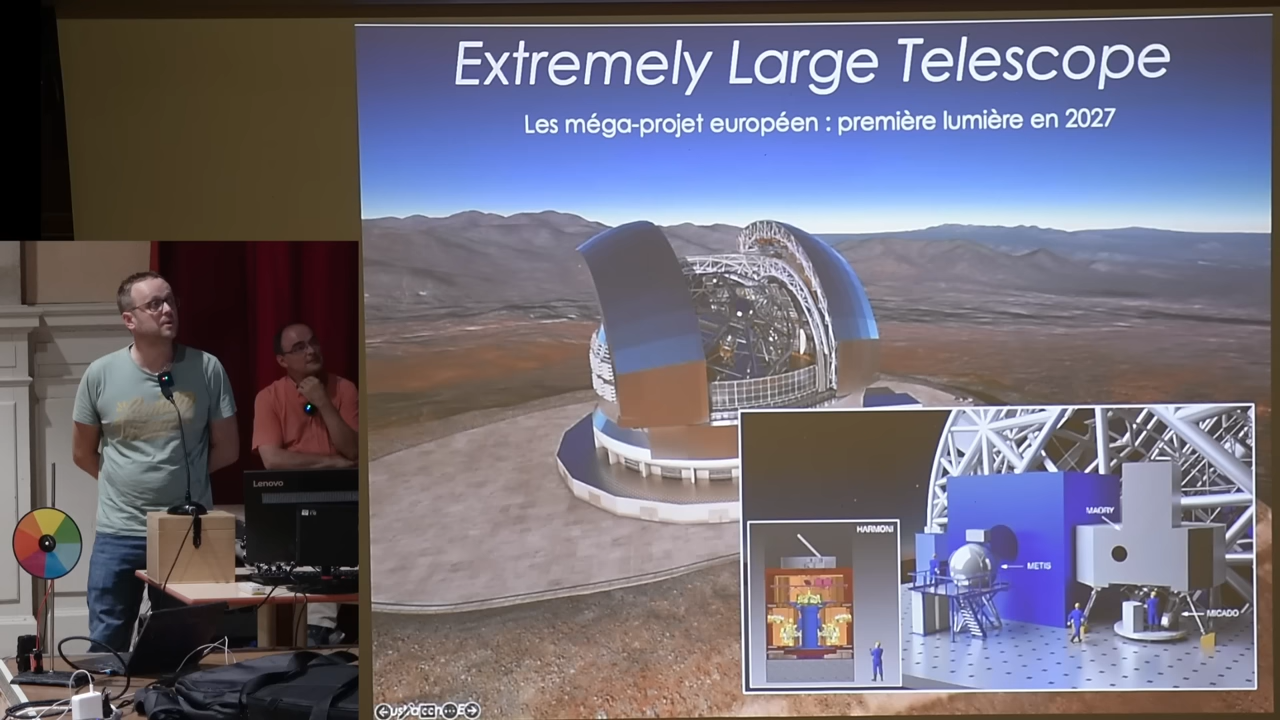 Extremely Large Telescope
Les méga-projet européen : première lumière en 2027
Lenovo
HARMONI
MAORY
METIS
MICADO